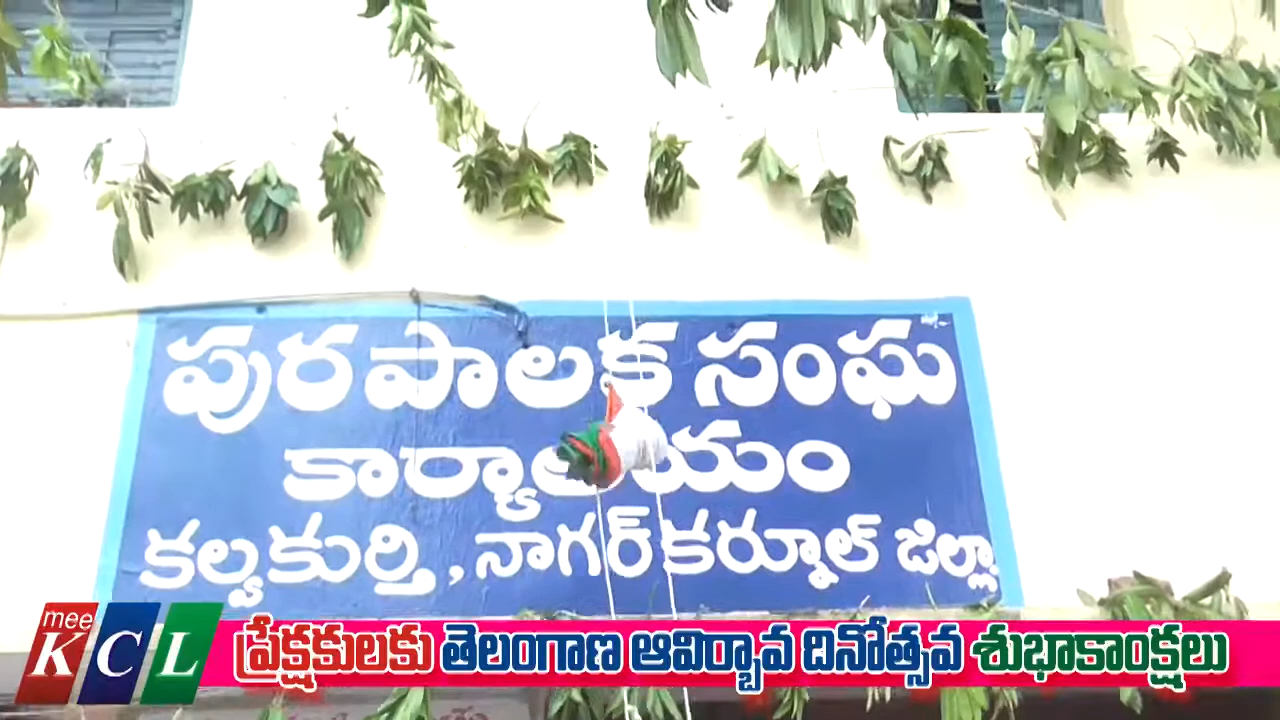 పురపాలక సంఘ
కార్యాలయం
కల్వకుర్తి, నాగర్ కర్నూల్ జిల్లా
mee
KCL
ప్రేక్షకులకు తెలంగాణ ఆవిర్భావ దినోత్సవ శుభాకాంక్షలు